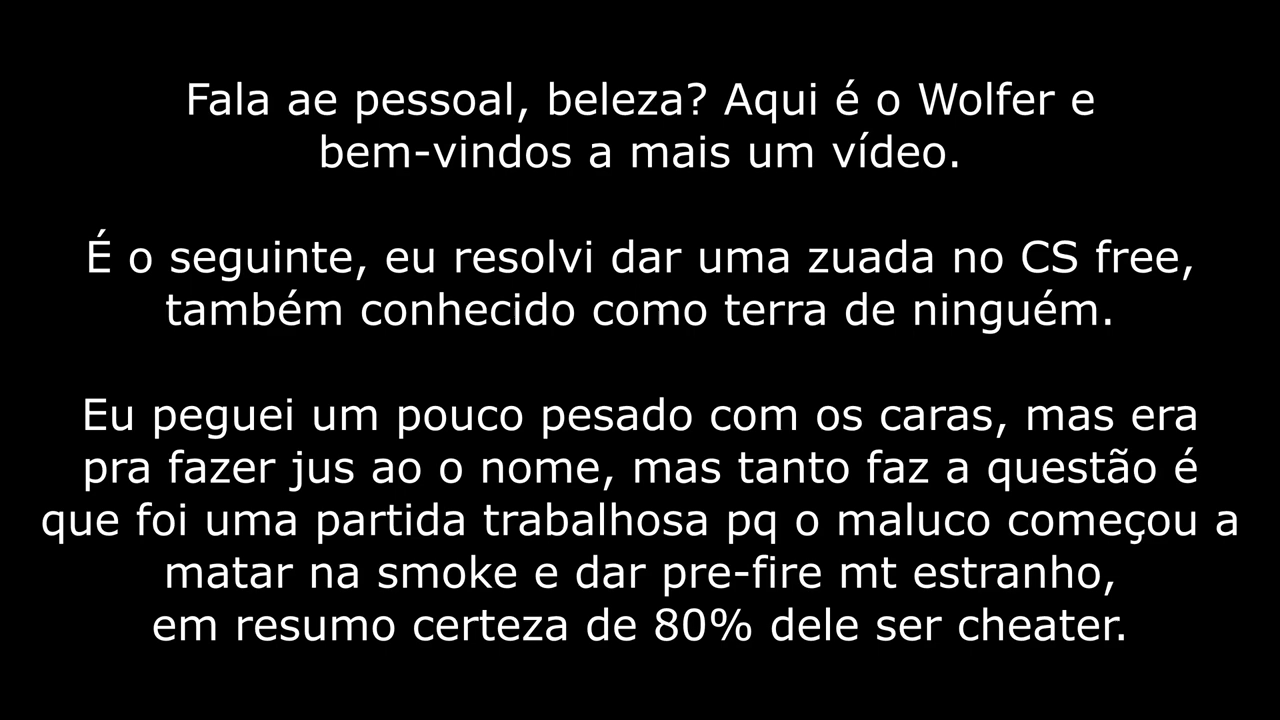 Fala ae pessoal, beleza? Aqui é o Wolfer e
bem-vindos a mais um vídeo.
É o seguinte, eu resolvi dar uma zuada no CS free,
também conhecido como terra de ninguém.
Eu peguei um pouco pesado com os caras, mas era
pra fazer jus ao o nome, mas tanto faz a questão é
que foi uma partida trabalhosa pq o maluco começou a
matar na smoke e dar pre-fire mt estranho,
em resumo certeza de 80% dele ser cheater.